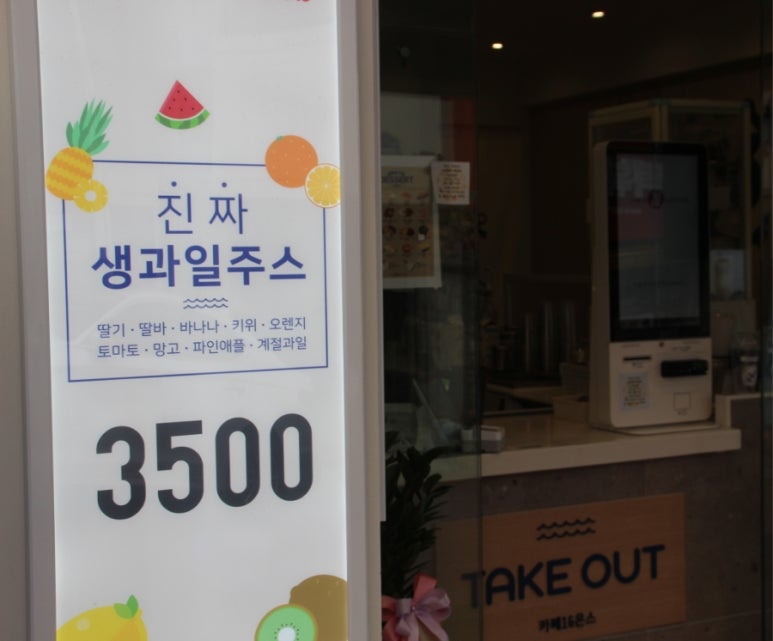 진짜
생과일주스
딸기 · 딸바 · 바나나 · 키위 · 오렌지
토마토 · 망고 · 파인애플 · 계절과일
3500
DESSERT
TAKE OUT
카페16온스